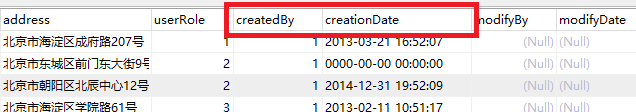 address userRole createdBy creationDate modifyBy modifyDate
北京市海淀区成府路207号 1 1 2013-03-21 16:52:07 (Null) (Null)
北京市东城区前门东大街9号 2 1 0000-00-00 00:00:00 (Null) (Null)
北京市朝阳区北辰中心12号 2 1 2014-12-31 19:52:09 (Null) (Null)
北京市海淀区学院路61号 3 1 2013-02-11 10:51:17 (Null) (Null)